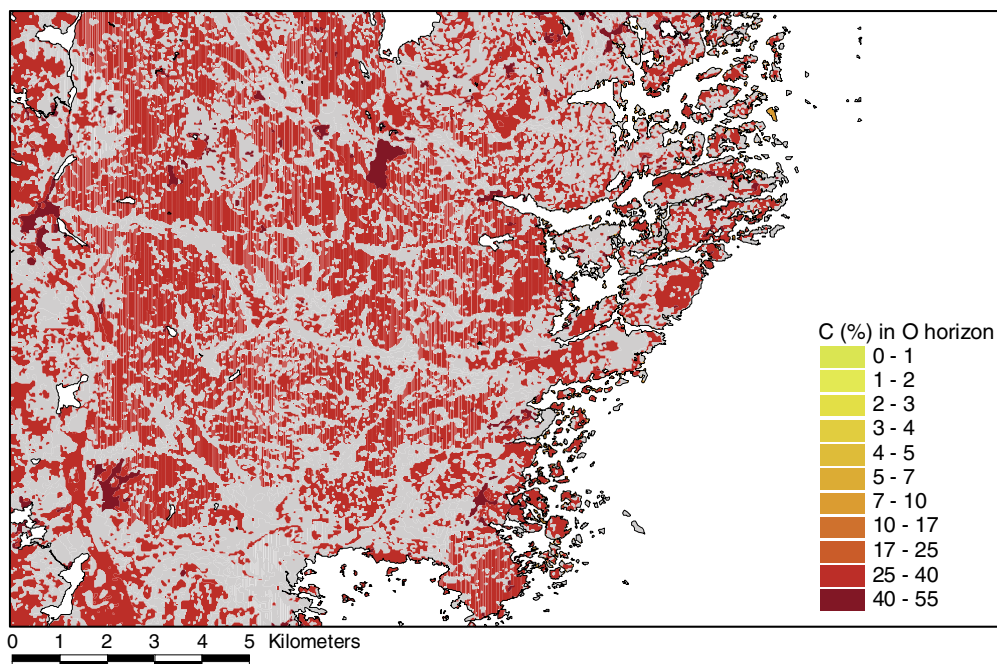 C (%) in O horizon
0 - 1
1 - 2
2 - 3
3 - 4
4 - 5
5 - 7
7 - 10
10 - 17
17 - 25
25 - 40
40 - 55
0 1 2 3 4 5 Kilometers